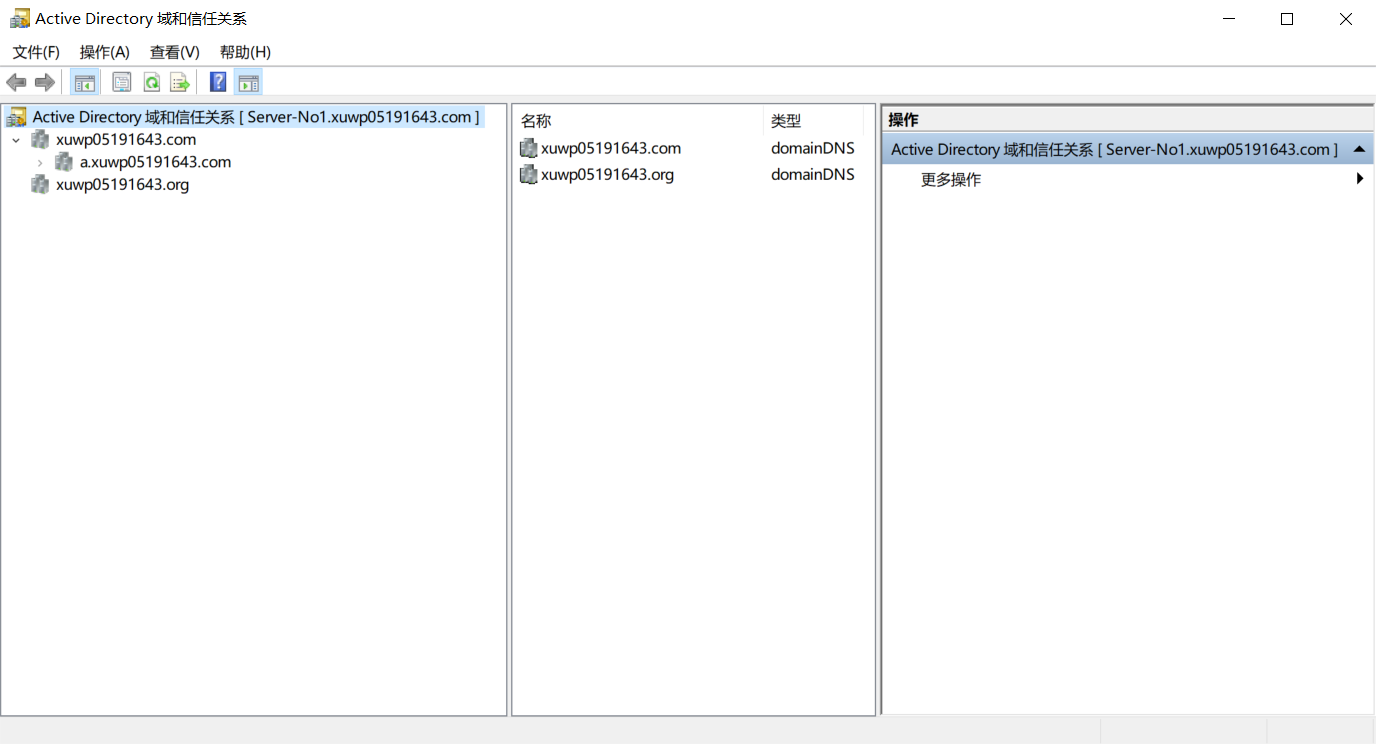 Active Directory 域和信任关系
文件(F) 操作(A) 查看(V) 帮助(H)
Active Directory 域和信任关系 [ Server-No1.xuwp05191643.com ]
xuwp05191643.com
a.xuwp05191643.com
xuwp05191643.org
名称 类型
xuwp05191643.com domainDNS
xuwp05191643.org domainDNS
操作
Active Directory 域和信任关系 [ Server-No1.xuwp05191643.com ]
更多操作